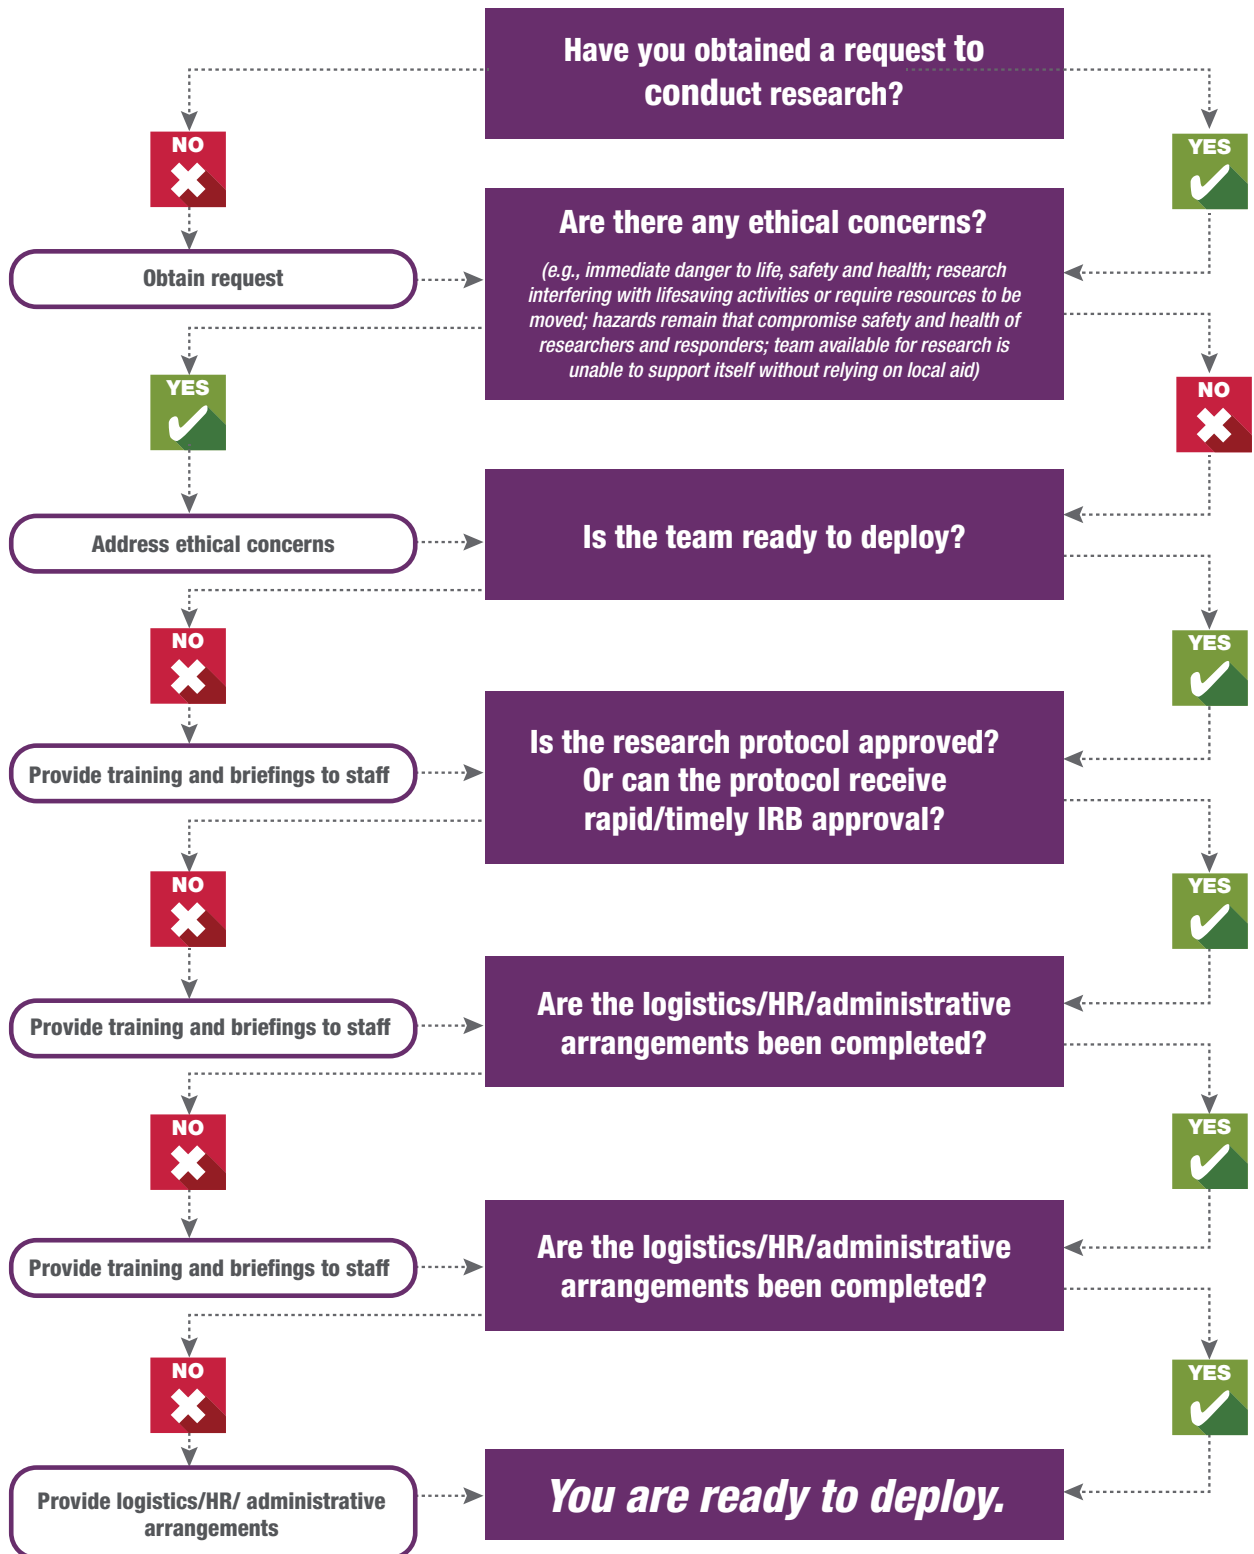 Have you obtained a request to
conduct research?
NO
YES
Are there any ethical concerns?
(e.g., immediate danger to life, safety and health; research
interfering with lifesaving activities or require resources to be
moved; hazards remain that compromise safety and health of
researchers and responders; team available for research is
unable to support itself without relying on local aid)
Obtain request
YES
NO
Is the team ready to deploy?
Address ethical concerns
NO
YES
Is the research protocol approved?
Or can the protocol receive
rapid/timely IRB approval?
Provide training and briefings to staff
NO
YES
Are the logistics/HR/administrative
arrangements been completed?
Provide training and briefings to staff
NO
YES
Are the logistics/HR/administrative
arrangements been completed?
Provide training and briefings to staff
NO
YES
You are ready to deploy.
Provide logistics/HR/ administrative
arrangements